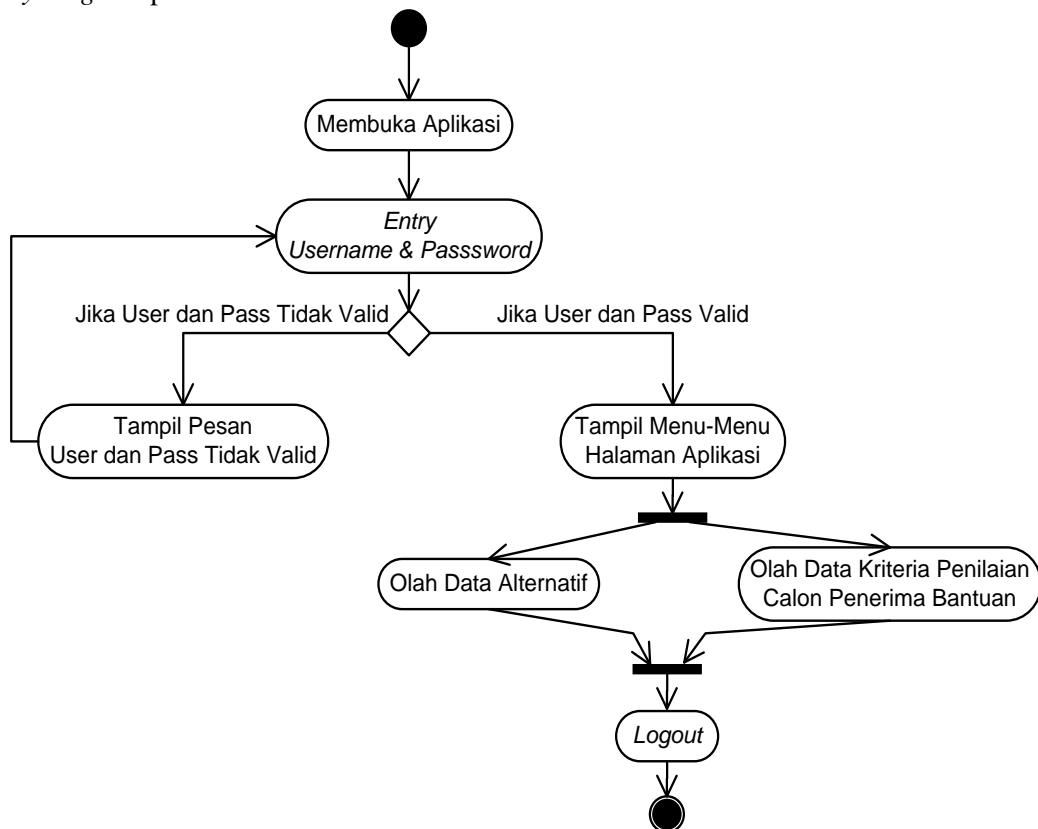 Membuka Aplikasi
Entry
Username & Passsword
Jika User dan Pass Tidak Valid
Jika User dan Pass Valid
Tampil Pesan
User dan Pass Tidak Valid
Tampil Menu-Menu
Halaman Aplikasi
Olah Data Alternatif
Olah Data Kriteria Penilaian
Calon Penerima Bantuan
Logout